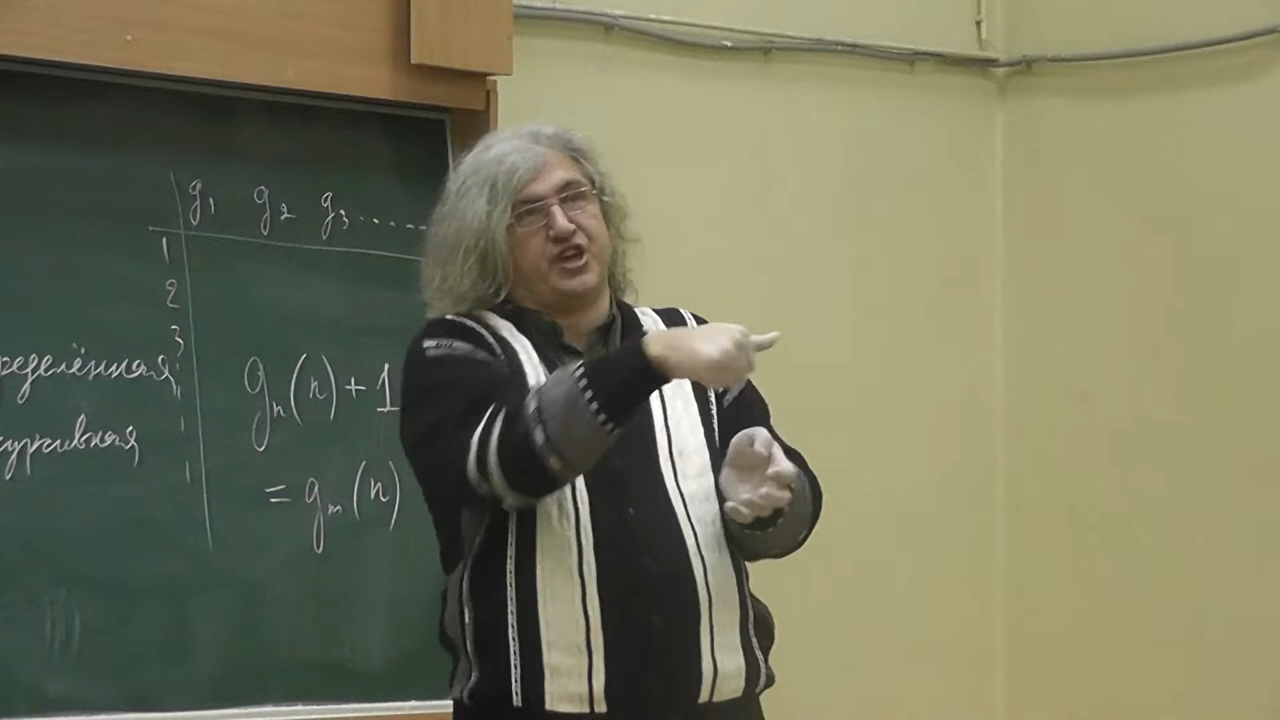 g₁ g₂ g₃.....
1
2
3
ределённая
gₙ(n)+1
курсивная
= gₘ(n)